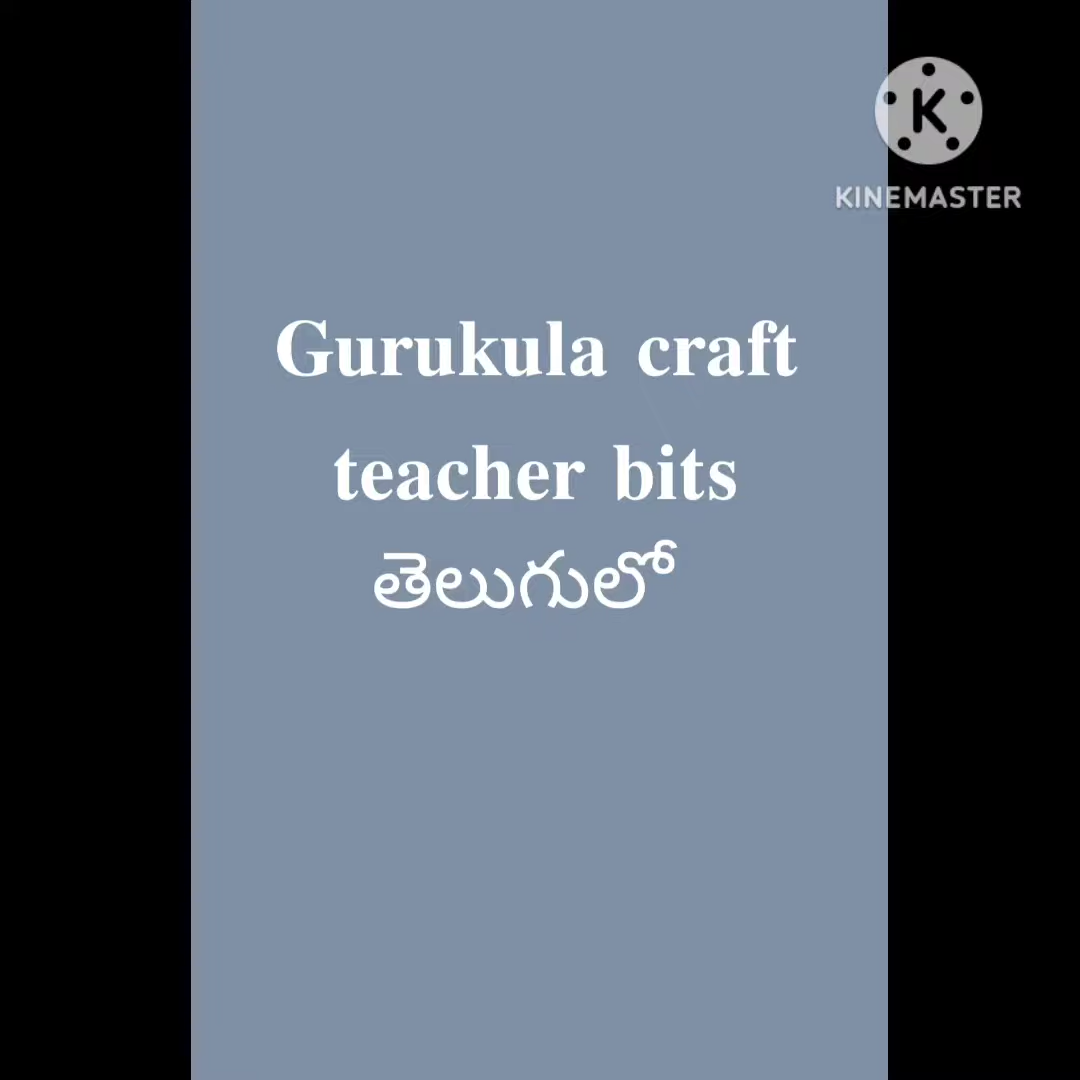 K
KINEMASTER
Gurukula craft
teacher bits
తెలుగులో